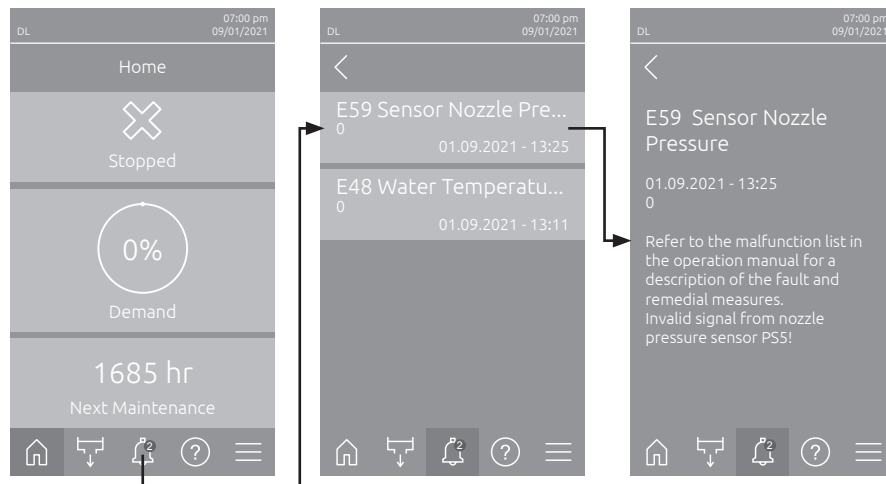 07:00 pm
DL 09/01/2021
Home
Stopped
0%
Demand
1685 hr
Next Maintenance
2
?
07:00 pm
DL 09/01/2021
E59 Sensor Nozzle Pre...
0
01.09.2021 - 13:25
E48 Water Temperatu...
0
01.09.2021 - 13:11
2
?
07:00 pm
DL 09/01/2021
E59 Sensor Nozzle
Pressure
01.09.2021 - 13:25
0
Refer to the malfunction list in
the operation manual for a
description of the fault and
remedial measures.
Invalid signal from nozzle
pressure sensor PS5!
2
?